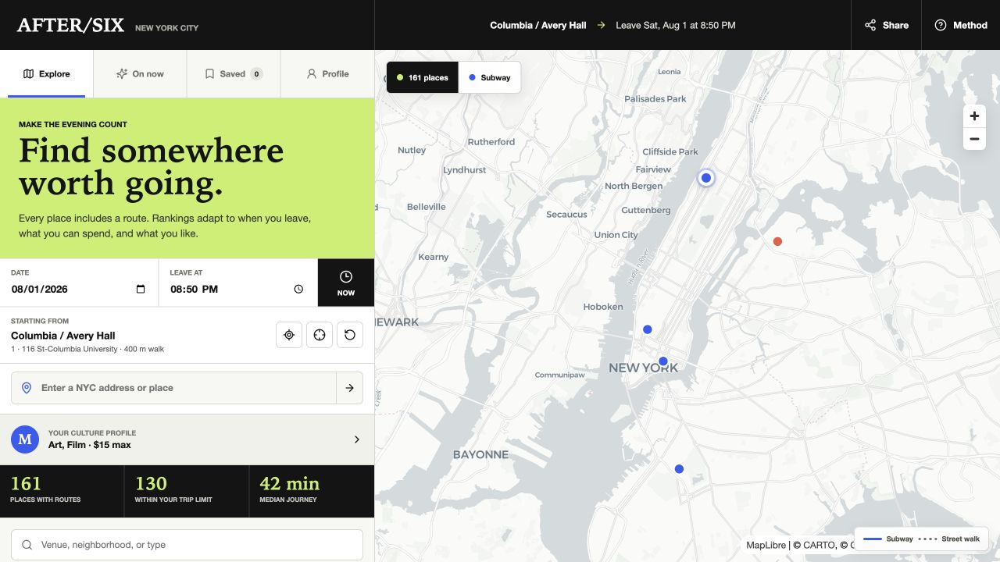 AFTER/SIX NEW YORK CITY
Columbia / Avery Hall → Leave Sat, Aug 1 at 8:50 PM
Share
Method
Explore
On now
Saved 0
Profile
MAKE THE EVENING COUNT
Find somewhere
worth going.
Every place includes a route. Rankings adapt to when you leave,
what you can spend, and what you like.
DATE
08/01/2026
LEAVE AT
08:50 PM
NOW
STARTING FROM
Columbia / Avery Hall
1 · 116 St-Columbia University · 400 m walk
Enter a NYC address or place
M
YOUR CULTURE PROFILE
Art, Film · $15 max
161
PLACES WITH ROUTES
130
WITHIN YOUR TRIP LIMIT
42 min
MEDIAN JOURNEY
Venue, neighborhood, or type
161 places
Subway
Leonia
Palisades Park
Rutherford
Nutley
Cliffside Park
Lyndhurst
Fairview
North Bergen
Belleville
Secaucus
Guttenberg
Union City
Kearny
Hudson River
Hoboken
EWARK
NEW YORK
Communipaw
Creek
BAYONNE
+
−
MapLibre | © CARTO, ©
Subway
Street walk